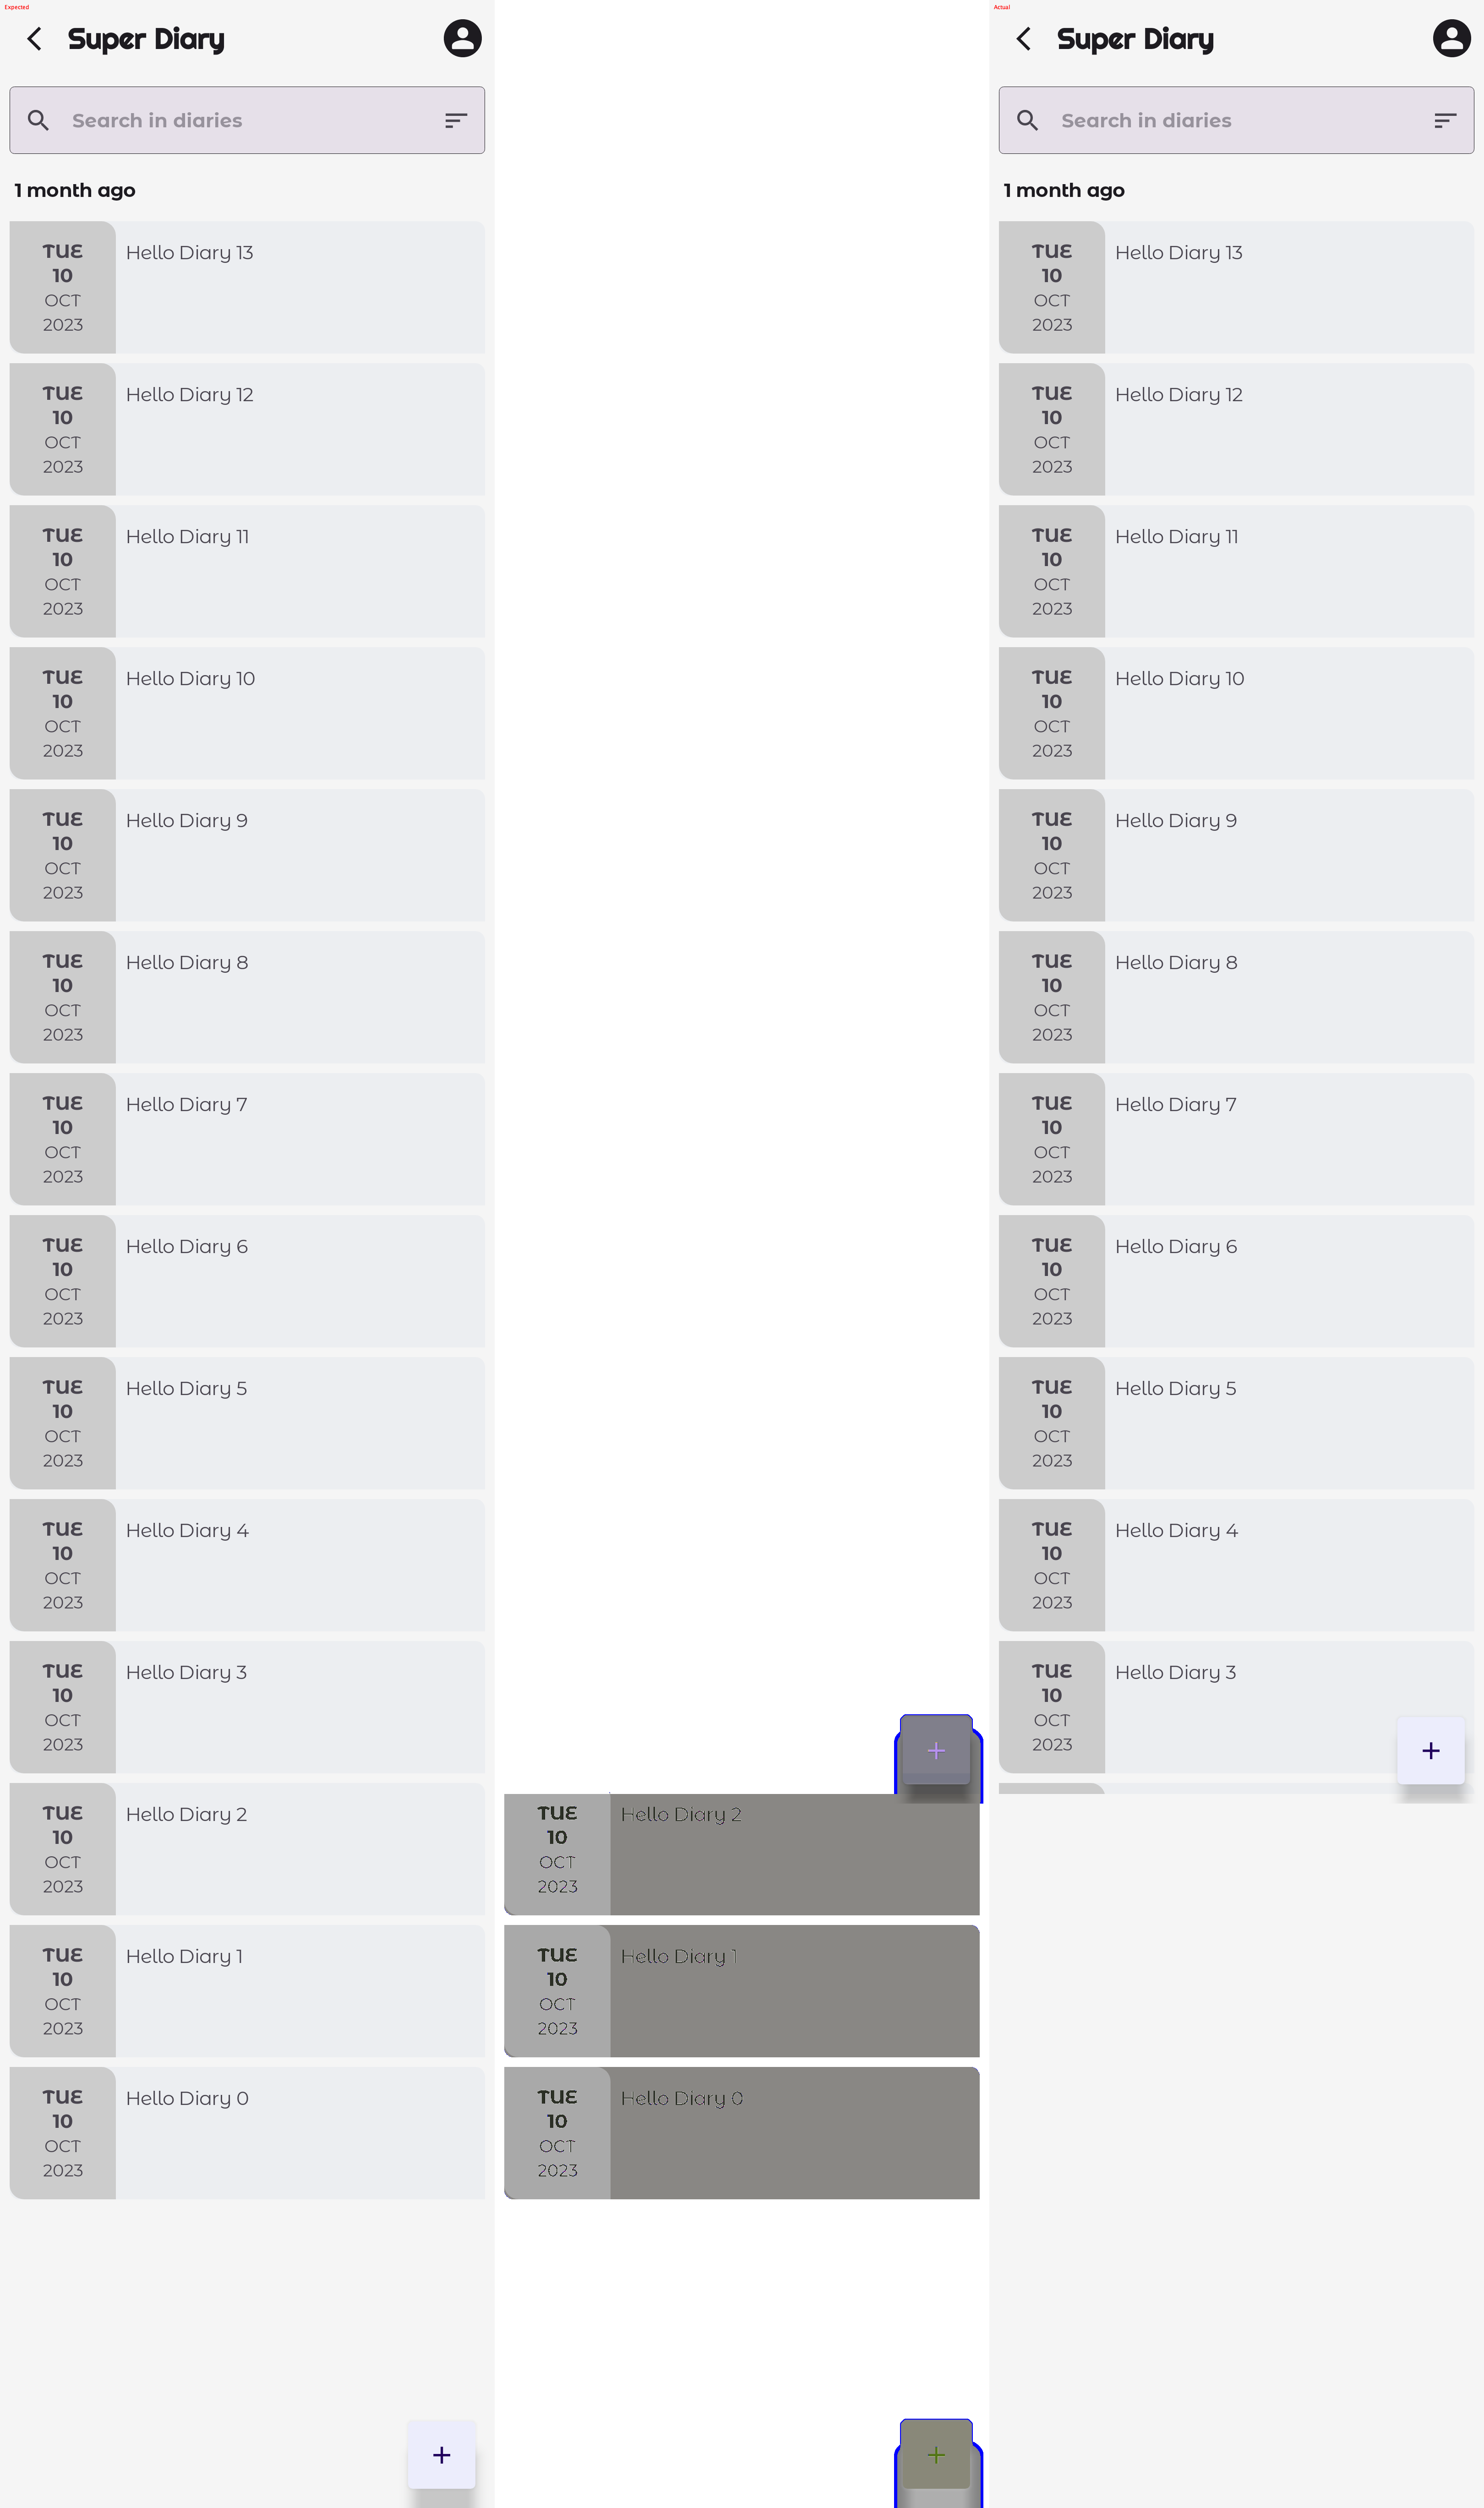 Expected
Super Diary
Search in diaries
1 month ago
TUE
10
OCT
2023
Hello Diary 13
TUE
10
OCT
2023
Hello Diary 12
TUE
10
OCT
2023
Hello Diary 11
TUE
10
OCT
2023
Hello Diary 10
TUE
10
OCT
2023
Hello Diary 9
TUE
10
OCT
2023
Hello Diary 8
TUE
10
OCT
2023
Hello Diary 7
TUE
10
OCT
2023
Hello Diary 6
TUE
10
OCT
2023
Hello Diary 5
TUE
10
OCT
2023
Hello Diary 4
TUE
10
OCT
2023
Hello Diary 3
TUE
10
OCT
2023
Hello Diary 2
TUE
10
OCT
2023
Hello Diary 1
TUE
10
OCT
2023
Hello Diary 0
TUE
10
OCT
2023
Hello Diary 2
TUE
10
OCT
2023
Hello Diary 1
TUE
10
OCT
2023
Hello Diary 0
Actual
Super Diary
Search in diaries
1 month ago
TUE
10
OCT
2023
Hello Diary 13
TUE
10
OCT
2023
Hello Diary 12
TUE
10
OCT
2023
Hello Diary 11
TUE
10
OCT
2023
Hello Diary 10
TUE
10
OCT
2023
Hello Diary 9
TUE
10
OCT
2023
Hello Diary 8
TUE
10
OCT
2023
Hello Diary 7
TUE
10
OCT
2023
Hello Diary 6
TUE
10
OCT
2023
Hello Diary 5
TUE
10
OCT
2023
Hello Diary 4
TUE
10
OCT
2023
Hello Diary 3